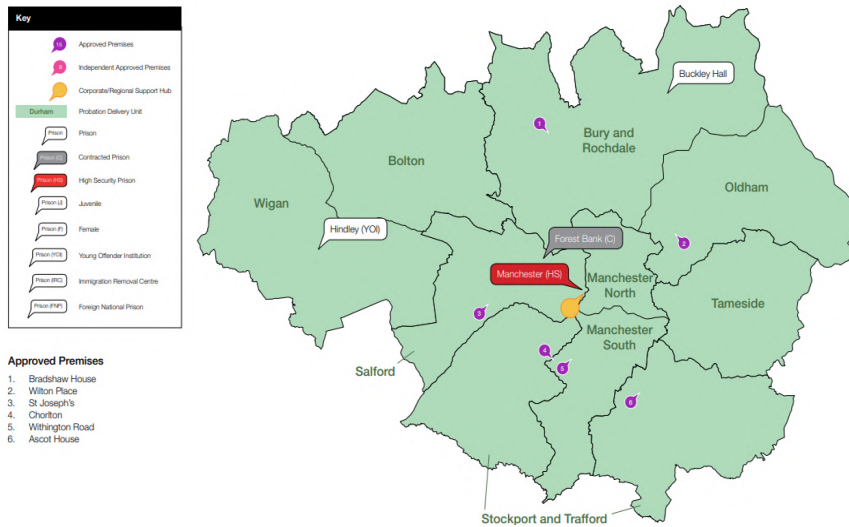 Key
15 Approved Premises
8 Independent Approved Premises
Corporate/Regional Support Hub
Durham Probation Delivery Unit
Prison Prison
Prison (C) Contracted Prison
Prison (HS) High Security Prison
Prison (J) Juvenile
Prison (F) Female
Prison (YOI) Young Offender Institution
Prison (IRC) Immigration Removal Centre
Prison (FNP) Foreign National Prison
Approved Premises
1. Bradshaw House
2. Wilton Place
3. St Joseph's
4. Chorlton
5. Withington Road
6. Ascot House
Buckley Hall
1
Bury and
Rochdale
Bolton
Oldham
Wigan
Hindley (YOI)
Forest Bank (C)
2
Manchester (HS)
Manchester
North
Tameside
3
Manchester
South
4
Salford
5
6
Stockport and Trafford